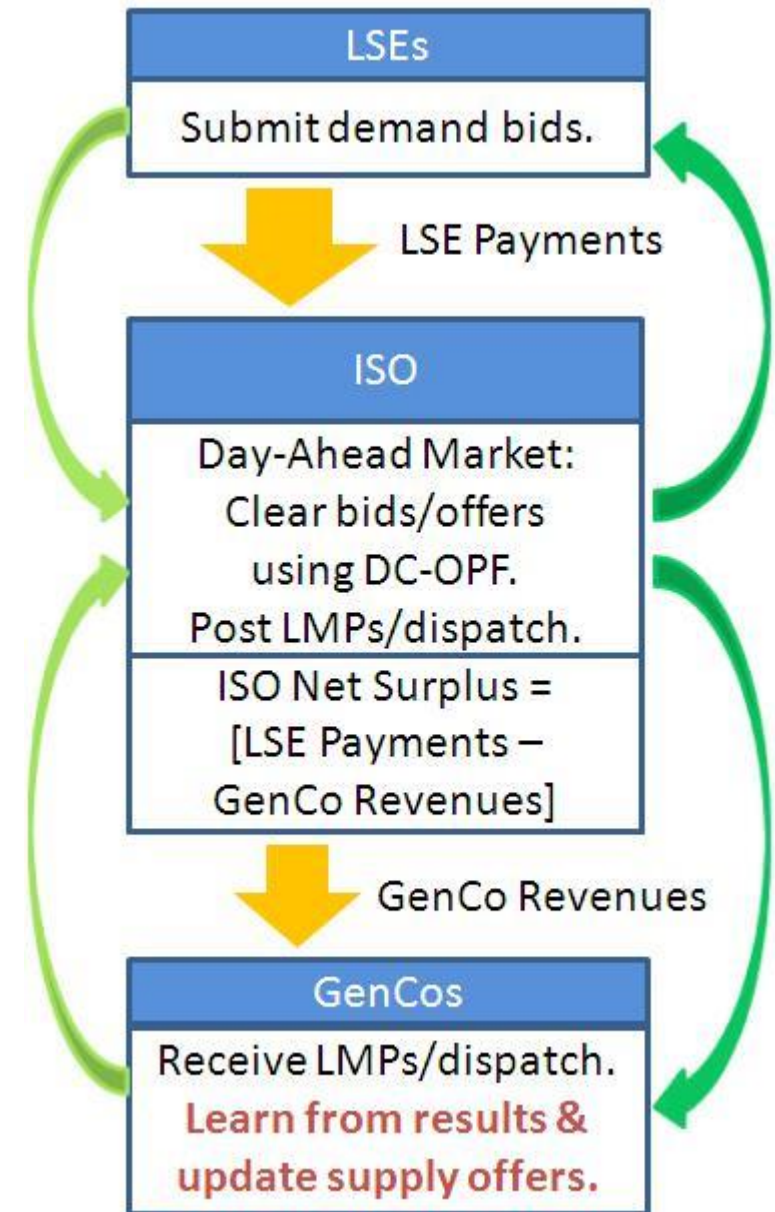 LSEs
Submit demand bids.
LSE Payments
ISO
Day-Ahead Market:
Clear bids/offers
using DC-OPF.
Post LMPs/dispatch.
ISO Net Surplus =
[LSE Payments –
GenCo Revenues]
GenCo Revenues
GenCos
Receive LMPs/dispatch.
Learn from results &
update supply offers.